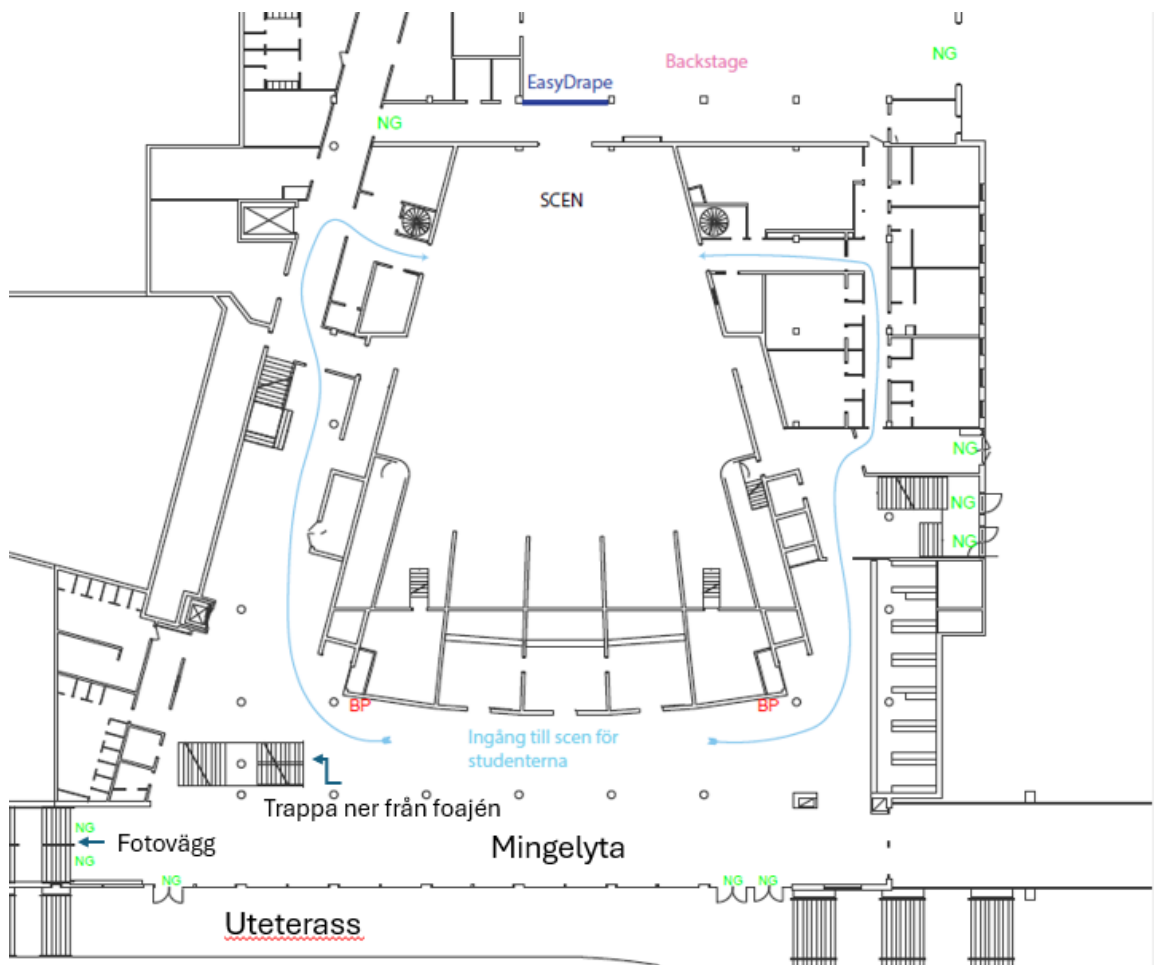 NG
Backstage
EasyDrape
NG
SCEN
NG
NG
NG
BP
BP
Ingång till scen för
studenterna
Trappa ner från foajén
NG
Fotovägg
Mingelyta
NG
NG
NG
NG
Uteterass